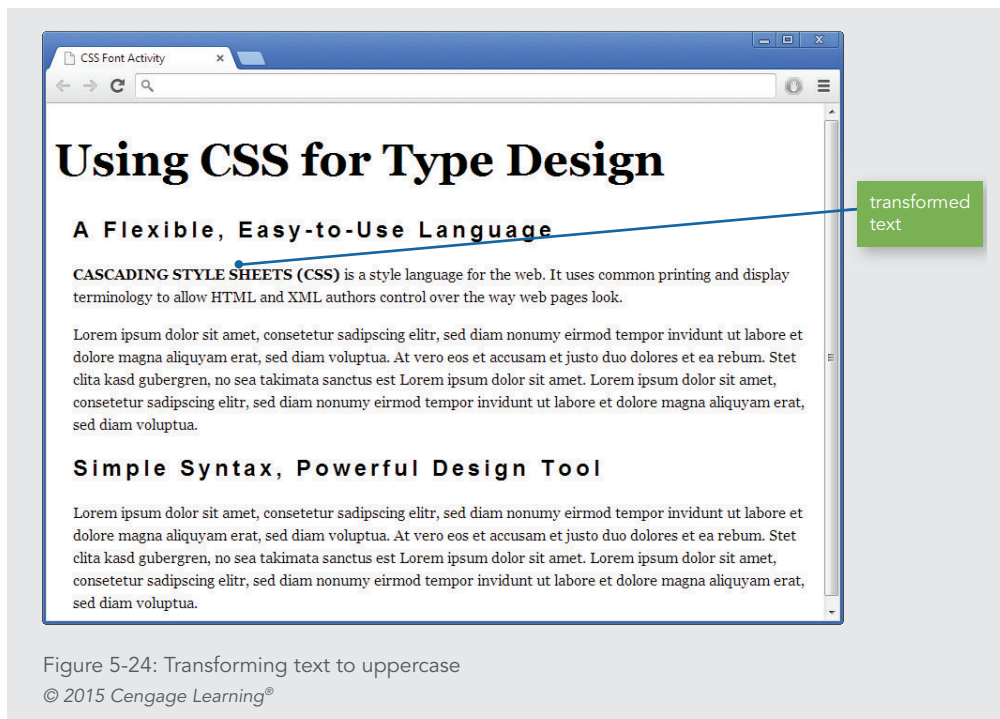 CSS Font Activity
Using CSS for Type Design
A Flexible, Easy-to-Use Language
transformed
text
CASCADING STYLE SHEETS (CSS) is a style language for the web. It uses common printing and display
terminology to allow HTML and XML authors control over the way web pages look.
Lorem ipsum dolor sit amet, consetetur sadipscing elitr, sed diam nonumy eirmod tempor invidunt ut labore et
dolore magna aliquyam erat, sed diam voluptua. At vero eos et accusam et justo duo dolores et ea rebum. Stet
clita kasd gubergren, no sea takimata sanctus est Lorem ipsum dolor sit amet. Lorem ipsum dolor sit amet,
consetetur sadipscing elitr, sed diam nonumy eirmod tempor invidunt ut labore et dolore magna aliquyam erat,
sed diam voluptua.
Simple Syntax, Powerful Design Tool
Lorem ipsum dolor sit amet, consetetur sadipscing elitr, sed diam nonumy eirmod tempor invidunt ut labore et
dolore magna aliquyam erat, sed diam voluptua. At vero eos et accusam et justo duo dolores et ea rebum. Stet
clita kasd gubergren, no sea takimata sanctus est Lorem ipsum dolor sit amet. Lorem ipsum dolor sit amet,
consetetur sadipscing elitr, sed diam nonumy eirmod tempor invidunt ut labore et dolore magna aliquyam erat,
sed diam voluptua.
Figure 5-24: Transforming text to uppercase
© 2015 Cengage Learning®